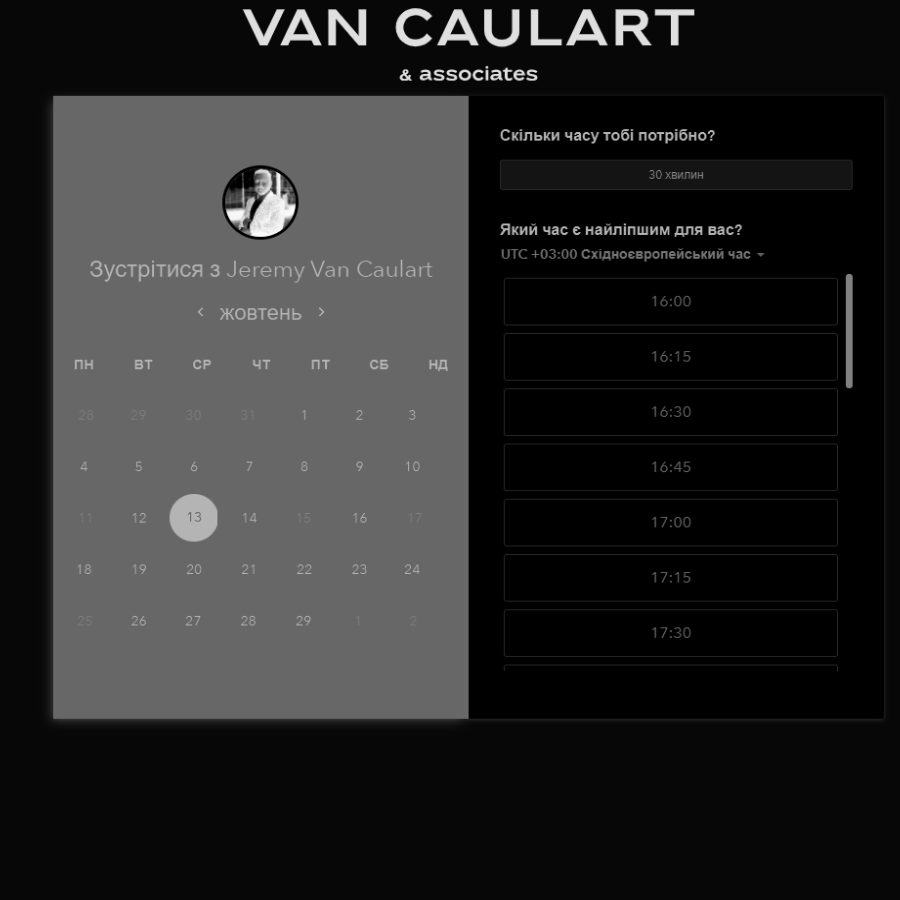 VAN CAULART
& associates
Зустрітися з Jeremy Van Caulart
жовтень
ПН ВТ СР ЧТ ПТ СБ НД
28 29 30 31 1 2 3
4 5 6 7 8 9 10
11 12 13 14 15 16 17
18 19 20 21 22 23 24
25 26 27 28 29 1 2
Скільки часу тобі потрібно?
30 хвилин
Який час є найліпшим для вас?
UTC +03:00 Східноєвропейський час
16:00
16:15
16:30
16:45
17:00
17:15
17:30